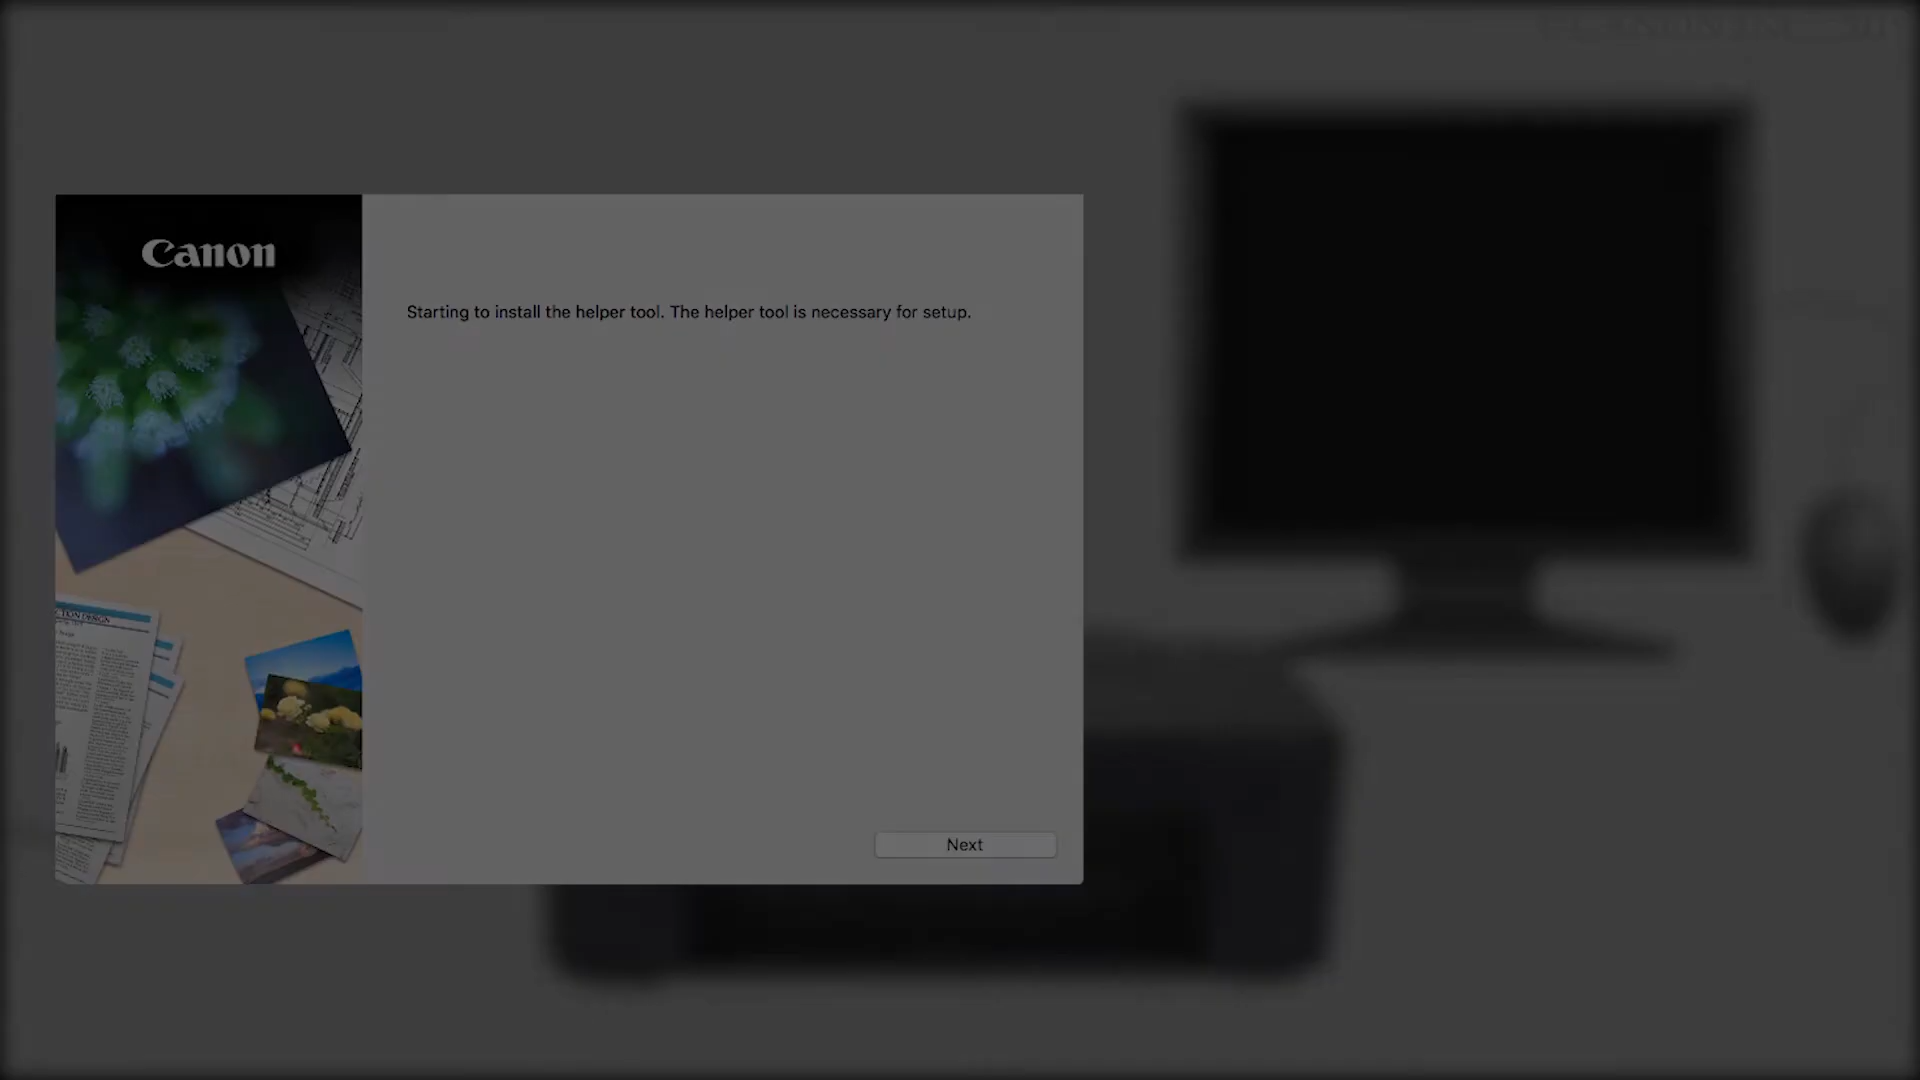 Canon
Starting to install the helper tool. The helper tool is necessary for setup.
Next